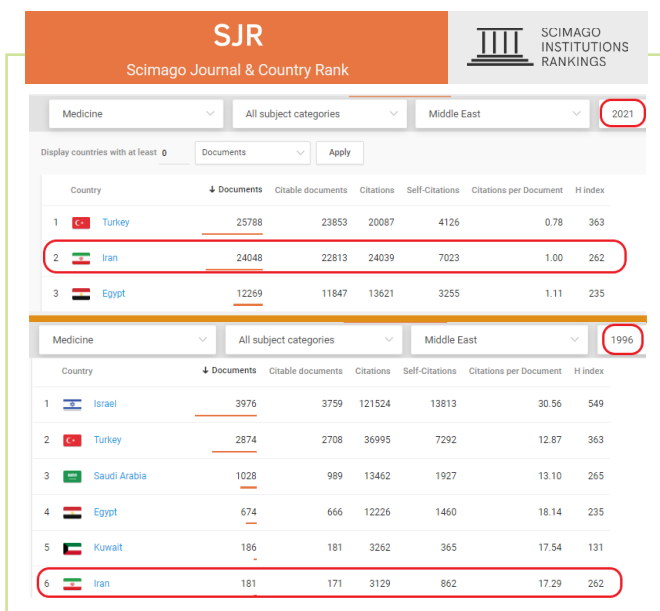 SJR
Scimago Journal & Country Rank
SCIMAGO
INSTITUTIONS
RANKINGS
Medicine All subject categories Middle East 2021
Display countries with at least 0 Documents Apply
Country ↓ Documents Citable documents Citations Self-Citations Citations per Document H index
1 Turkey 25788 23853 20087 4126 0.78 363
2 Iran 24048 22813 24039 7023 1.00 262
3 Egypt 12269 11847 13621 3255 1.11 235
Medicine All subject categories Middle East 1996
Country ↓ Documents Citable documents Citations Self-Citations Citations per Document H index
1 Israel 3976 3759 121524 13813 30.56 549
2 Turkey 2874 2708 36995 7292 12.87 363
3 Saudi Arabia 1028 989 13462 1927 13.10 265
4 Egypt 674 666 12226 1460 18.14 235
5 Kuwait 186 181 3262 365 17.54 131
6 Iran 181 171 3129 862 17.29 262